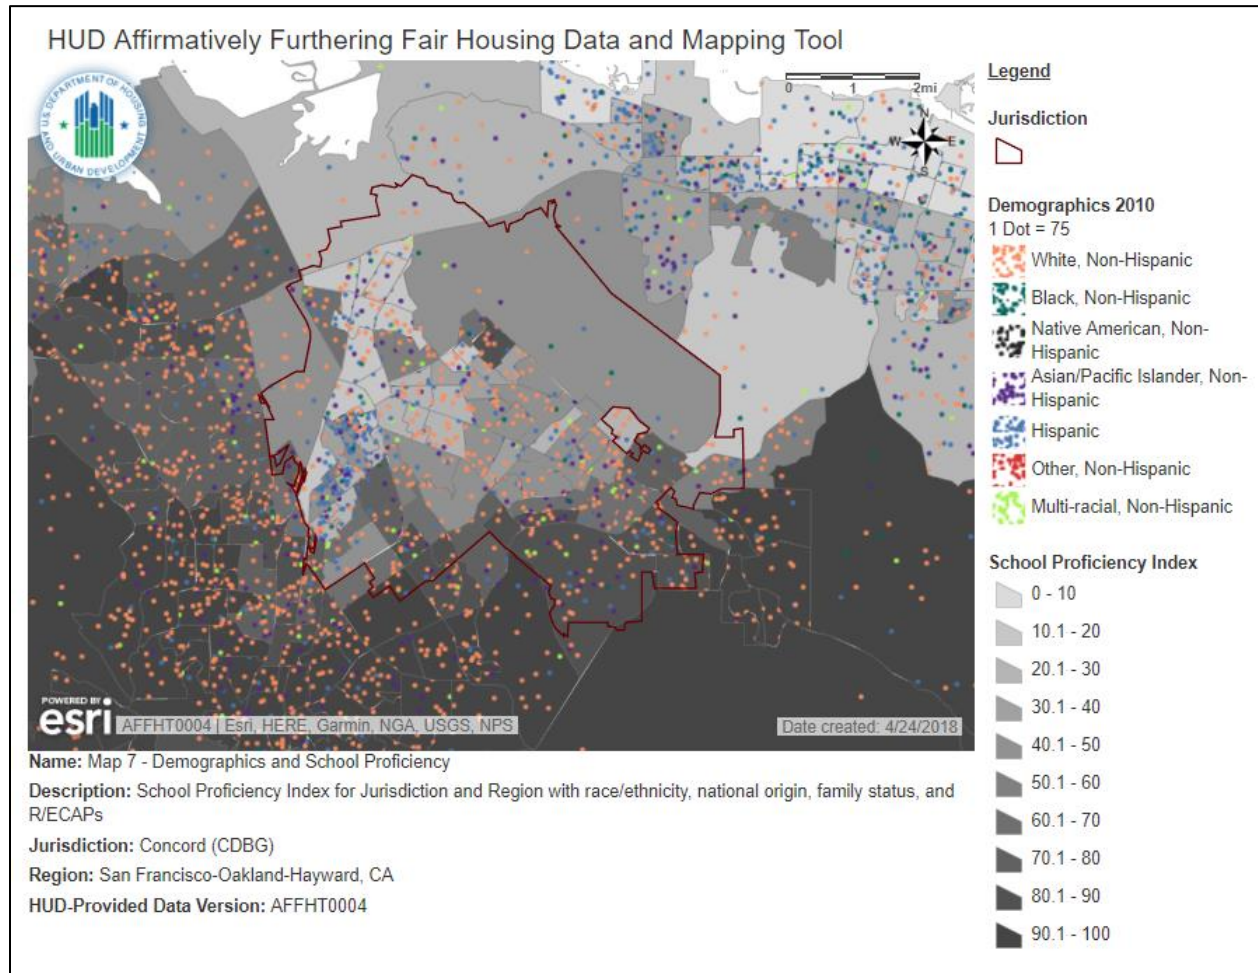 HUD Affirmatively Furthering Fair Housing Data and Mapping Tool
U.S. DEPARTMENT OF HOUSING
AND URBAN DEVELOPMENT
0 1 2mi
N
W E
S
POWERED BY
esri
AFFHT0004 | Esri, HERE, Garmin, NGA, USGS, NPS
Date created: 4/24/2018
Legend
Jurisdiction
Demographics 2010
1 Dot = 75
White, Non-Hispanic
Black, Non-Hispanic
Native American, Non-
Hispanic
Asian/Pacific Islander, Non-
Hispanic
Hispanic
Other, Non-Hispanic
Multi-racial, Non-Hispanic
School Proficiency Index
0 - 10
10.1 - 20
20.1 - 30
30.1 - 40
40.1 - 50
50.1 - 60
60.1 - 70
70.1 - 80
80.1 - 90
90.1 - 100
Name: Map 7 - Demographics and School Proficiency
Description: School Proficiency Index for Jurisdiction and Region with race/ethnicity, national origin, family status, and
R/ECAPs
Jurisdiction: Concord (CDBG)
Region: San Francisco-Oakland-Hayward, CA
HUD-Provided Data Version: AFFHT0004